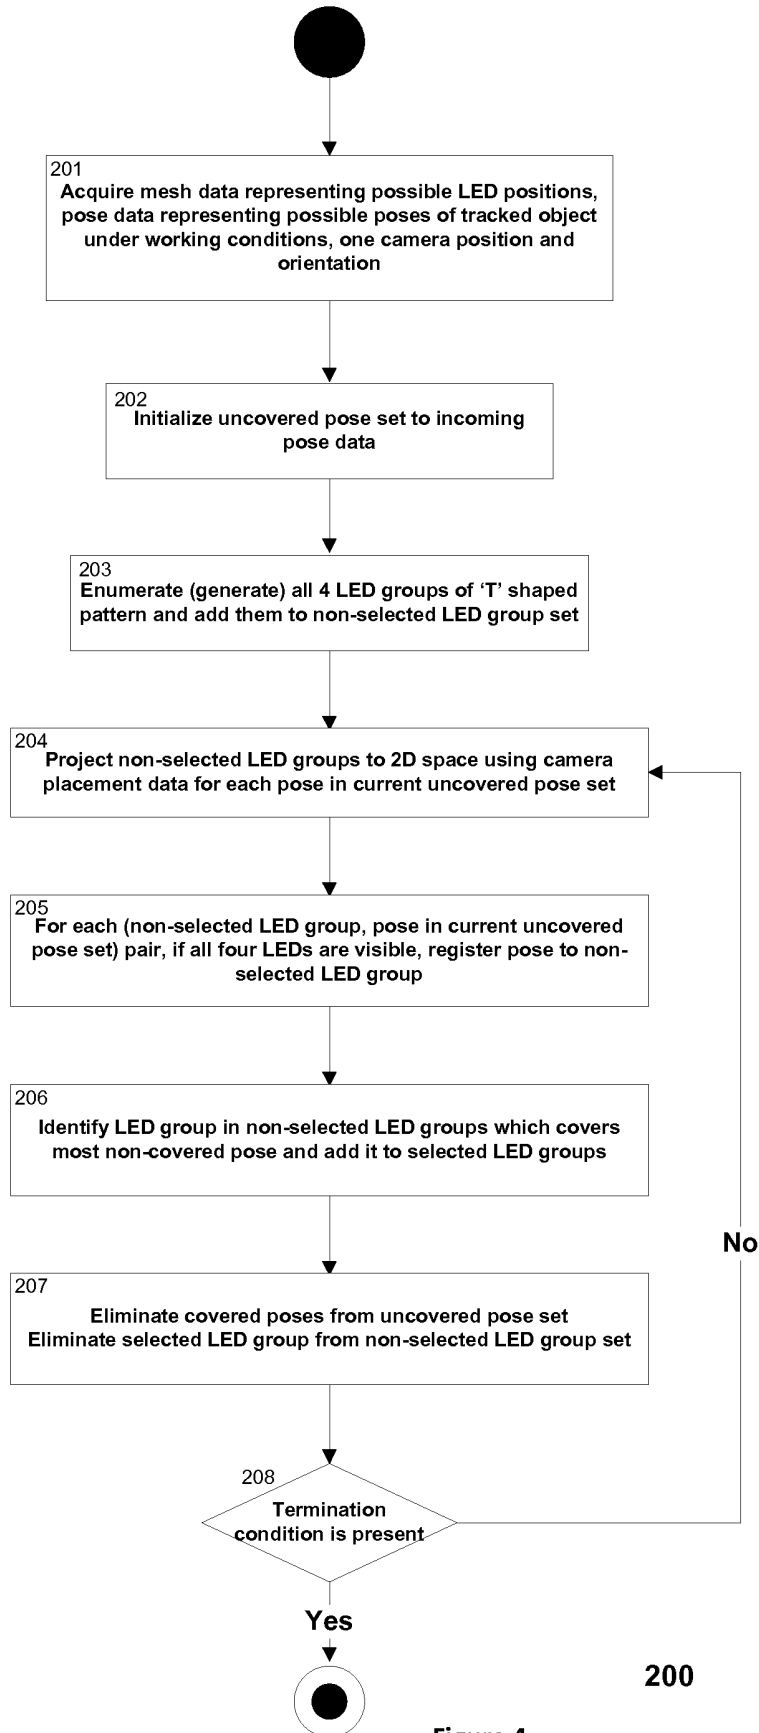 201
Acquire mesh data representing possible LED positions,
pose data representing possible poses of tracked object
under working conditions, one camera position and
orientation
202
Initialize uncovered pose set to incoming
pose data
203
Enumerate (generate) all 4 LED groups of ‘T’ shaped
pattern and add them to non-selected LED group set
204
Project non-selected LED groups to 2D space using camera
placement data for each pose in current uncovered pose set
205
For each (non-selected LED group, pose in current uncovered
pose set) pair, if all four LEDs are visible, register pose to non-
selected LED group
206
Identify LED group in non-selected LED groups which covers
most non-covered pose and add it to selected LED groups
No
207
Eliminate covered poses from uncovered pose set
Eliminate selected LED group from non-selected LED group set
208
Termination
condition is present
Yes
200
Figure 4